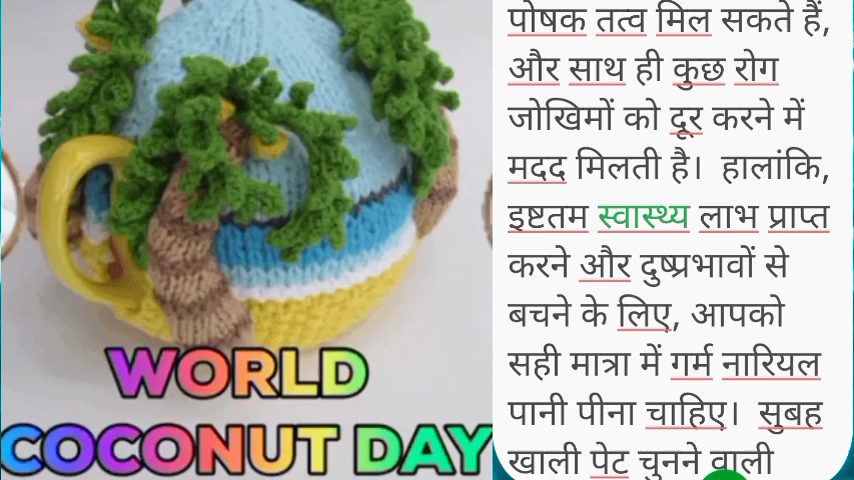 WORLD
COCONUT DAY
पोषक तत्व मिल सकते हैं,
और साथ ही कुछ रोग
जोखिमों को दूर करने में
मदद मिलती है। हालांकि,
इष्टतम स्वास्थ्य लाभ प्राप्त
करने और दुष्प्रभावों से
बचने के लिए, आपको
सही मात्रा में गर्म नारियल
पानी पीना चाहिए। सुबह
खाली पेट चुनने वाली